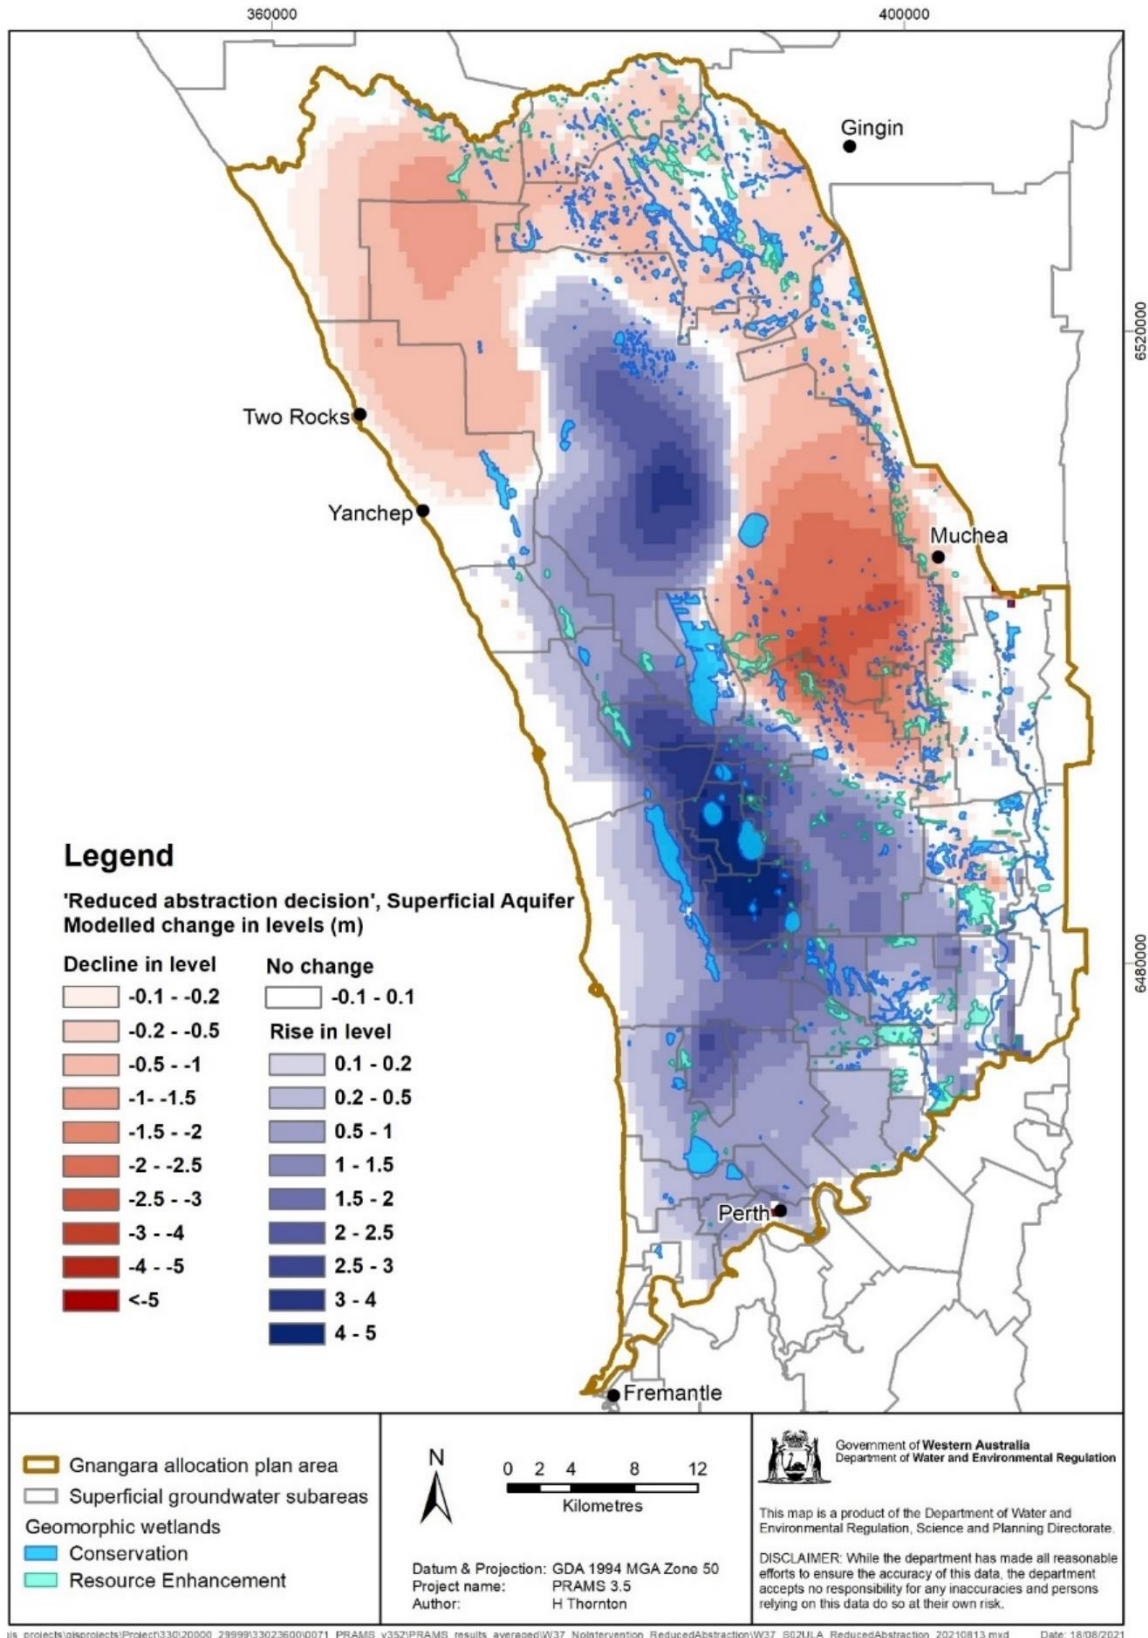 360000
400000
Gingin
6520000
Two Rocks
Yanchep
Muchea
Legend
'Reduced abstraction decision', Superficial Aquifer
Modelled change in levels (m)
Decline in level
-0.1 - -0.2
-0.2 - -0.5
-0.5 - -1
-1- -1.5
-1.5 - -2
-2 - -2.5
-2.5 - -3
-3 - -4
-4 - -5
<-5
No change
-0.1 - 0.1
Rise in level
0.1 - 0.2
0.2 - 0.5
0.5 - 1
1 - 1.5
1.5 - 2
2 - 2.5
2.5 - 3
3 - 4
4 - 5
6480000
Perth
Fremantle
Gnangara allocation plan area
Superficial groundwater subareas
Geomorphic wetlands
Conservation
Resource Enhancement
N
0 2 4 8 12
Kilometres
Datum & Projection: GDA 1994 MGA Zone 50
Project name: PRAMS 3.5
Author: H Thornton
Government of Western Australia
Department of Water and Environmental Regulation
This map is a product of the Department of Water and
Environmental Regulation, Science and Planning Directorate.
DISCLAIMER: While the department has made all reasonable
efforts to ensure the accuracy of this data, the department
accepts no responsibility for any inaccuracies and persons
relying on this data do so at their own risk.
Date: 18/08/2021